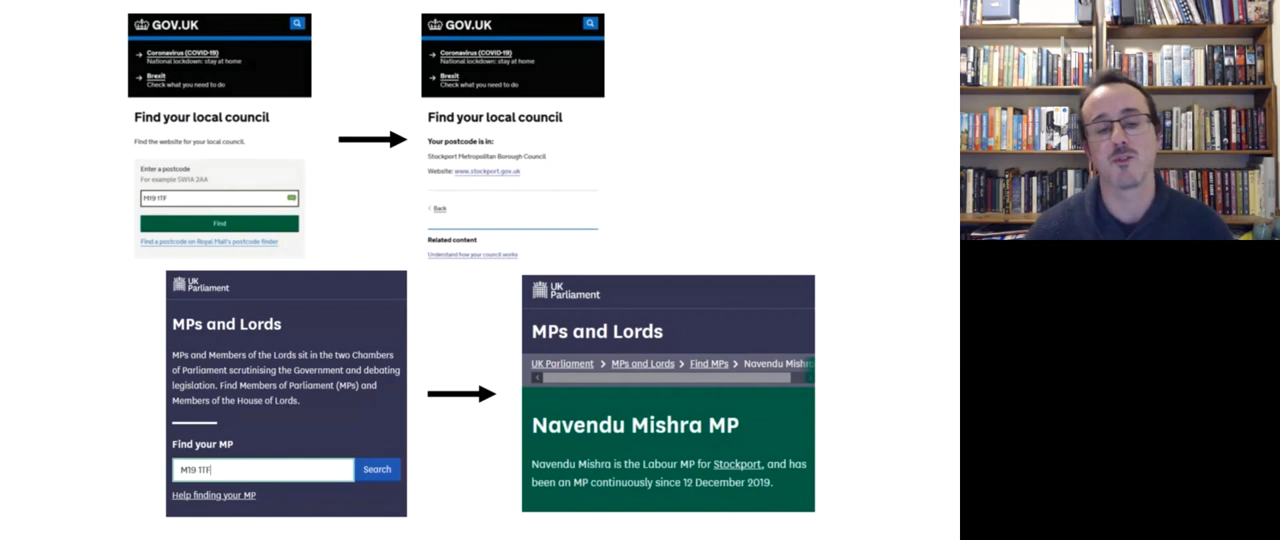 GOV.UK
Coronavirus (COVID-19)
National lockdown: stay at home
Brexit
Check what you need to do
Find your local council
Find the website for your local council.
Enter a postcode
For example SW1A 2AA
M19 1TF
Find
Find a postcode on Royal Mail's postcode finder
GOV.UK
Coronavirus (COVID-19)
National lockdown: stay at home
Brexit
Check what you need to do
Find your local council
Your postcode is in:
Stockport Metropolitan Borough Council
Website: www.stockport.gov.uk
Back
Related content
Understand how your council works
UK
Parliament
MPs and Lords
MPs and Members of the Lords sit in the two Chambers
of Parliament scrutinising the Government and debating
legislation. Find Members of Parliament (MPs) and
Members of the House of Lords.
Find your MP
M19 1TF
Search
Help finding your MP
UK
Parliament
MPs and Lords
UK Parliament > MPs and Lords > Find MPs > Navendu Mishra
Navendu Mishra MP
Navendu Mishra is the Labour MP for Stockport, and has
been an MP continuously since 12 December 2019.